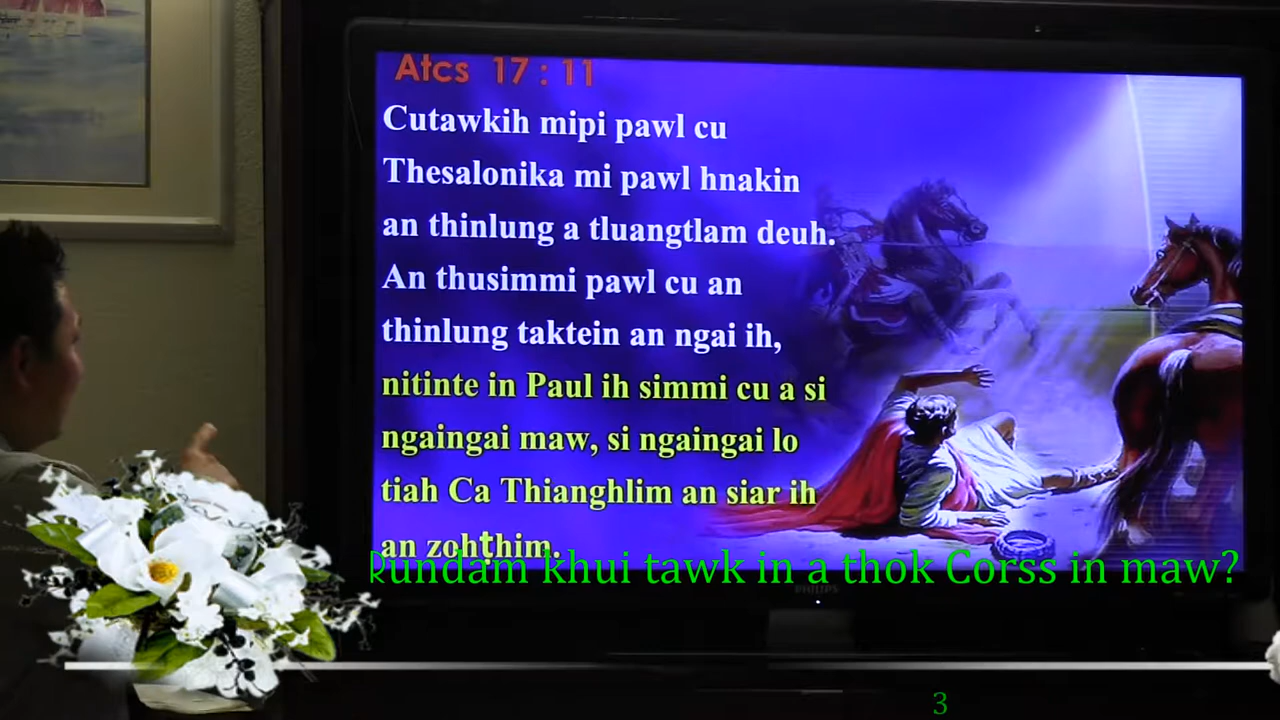 Atcs 17 : 11
Cutawkih mipi pawl cu
Thesalonika mi pawl hnakin
an thinlung a tluangtlam deuh.
An thusimmi pawl cu an
thinlung taktein an ngai ih,
nitinte in Paul ih simmi cu a si
ngaingai maw, si ngaingai lo
tiah Ca Thianghlim an siar ih
an zohṭhim.
Rundam khui tawk in a thok Corss in maw?
PHILIPS
3